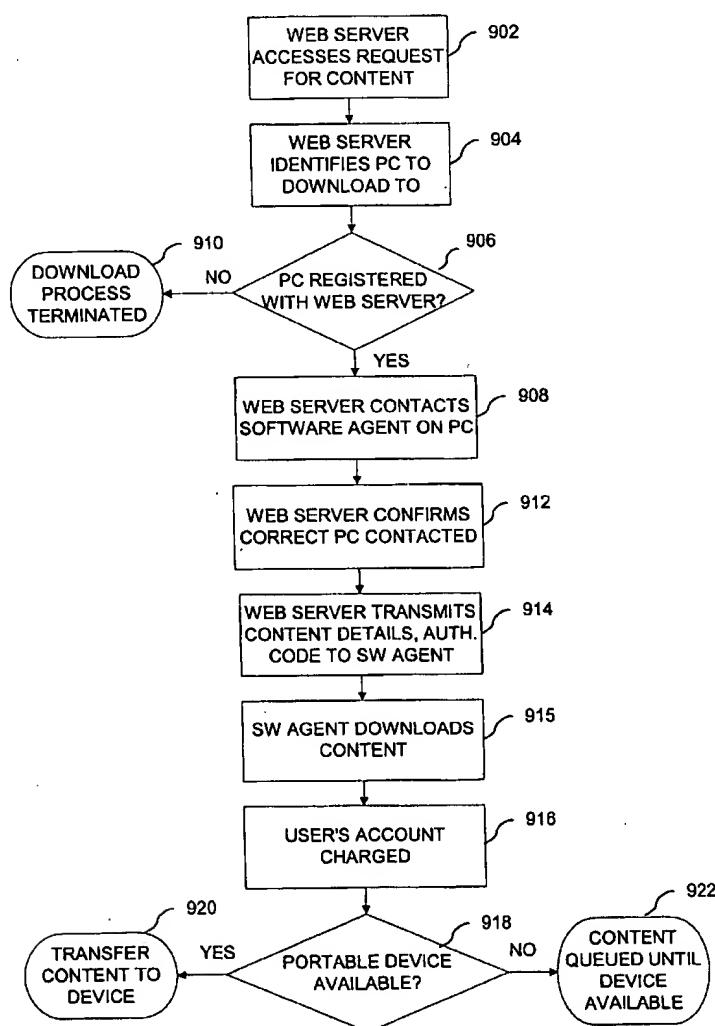 WEB SERVER
ACCESSES REQUEST
FOR CONTENT
902
WEB SERVER
IDENTIFIES PC TO
DOWNLOAD TO
904
906
PC REGISTERED
WITH WEB SERVER?
NO
910
DOWNLOAD
PROCESS
TERMINATED
YES
WEB SERVER CONTACTS
SOFTWARE AGENT ON PC
908
WEB SERVER CONFIRMS
CORRECT PC CONTACTED
912
WEB SERVER TRANSMITS
CONTENT DETAILS, AUTH.
CODE TO SW AGENT
914
SW AGENT DOWNLOADS
CONTENT
915
USER'S ACCOUNT
CHARGED
916
918
PORTABLE DEVICE
AVAILABLE?
YES
920
TRANSFER
CONTENT TO
DEVICE
NO
922
CONTENT
QUEUED UNTIL
DEVICE
AVAILABLE